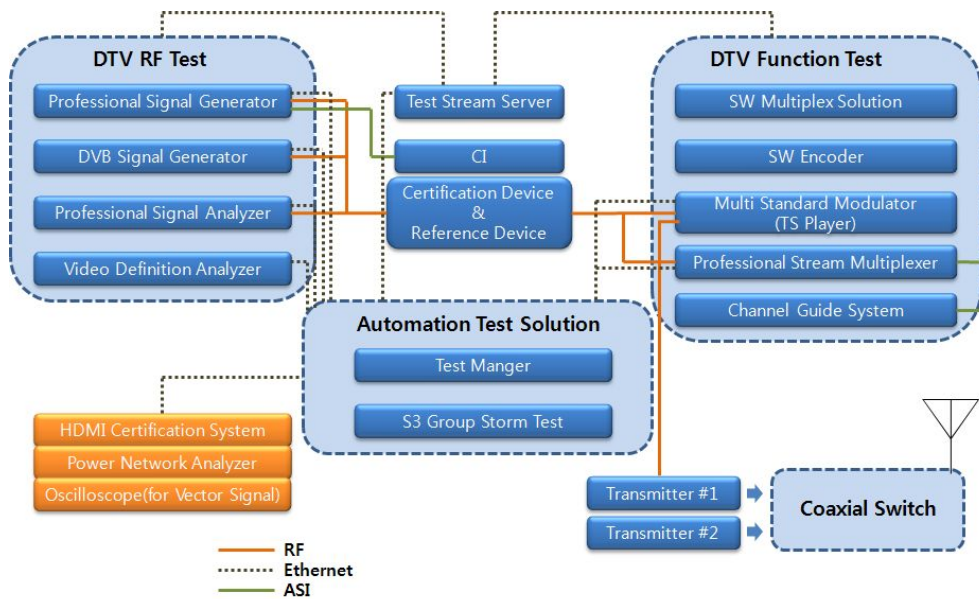 DTV RF Test
Professional Signal Generator
DVB Signal Generator
Professional Signal Analyzer
Video Definition Analyzer
Test Stream Server
CI
Certification Device
&
Reference Device
DTV Function Test
SW Multiplex Solution
SW Encoder
Multi Standard Modulator
(TS Player)
Professional Stream Multiplexer
Channel Guide System
Automation Test Solution
Test Manger
S3 Group Storm Test
HDMI Certification System
Power Network Analyzer
Oscilloscope(for Vector Signal)
Transmitter #1
Transmitter #2
Coaxial Switch
RF
Ethernet
ASI